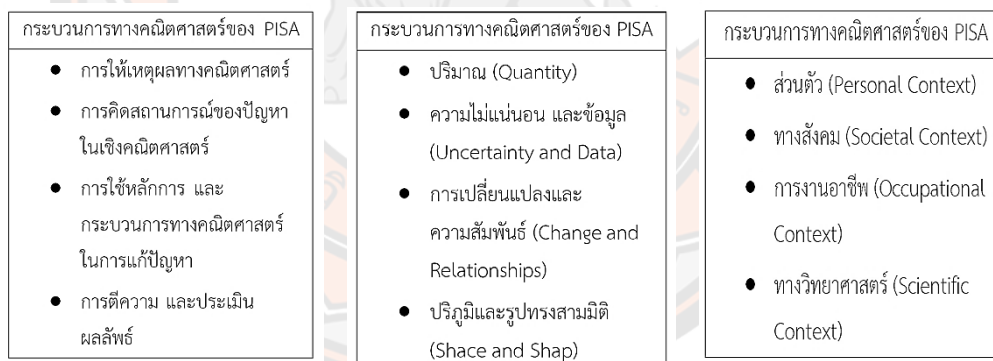 กระบวนการทางคณิตศาสตร์ของ PISA
● การให้เหตุผลทางคณิตศาสตร์
● การคิดสถานการณ์ของปัญหา
ในเชิงคณิตศาสตร์
● การใช้หลักการ และ
กระบวนการทางคณิตศาสตร์
ในการแก้ปัญหา
● การตีความ และประเมิน
ผลลัพธ์
กระบวนการทางคณิตศาสตร์ของ PISA
● ปริมาณ (Quantity)
● ความไม่แน่นอน และข้อมูล
(Uncertainty and Data)
● การเปลี่ยนแปลงและ
ความสัมพันธ์ (Change and
Relationships)
● ปริภูมิและรูปทรงสามมิติ
(Shace and Shap)
กระบวนการทางคณิตศาสตร์ของ PISA
● ส่วนตัว (Personal Context)
● ทางสังคม (Societal Context)
● การงานอาชีพ (Occupational
Context)
● ทางวิทยาศาสตร์ (Scientific
Context)